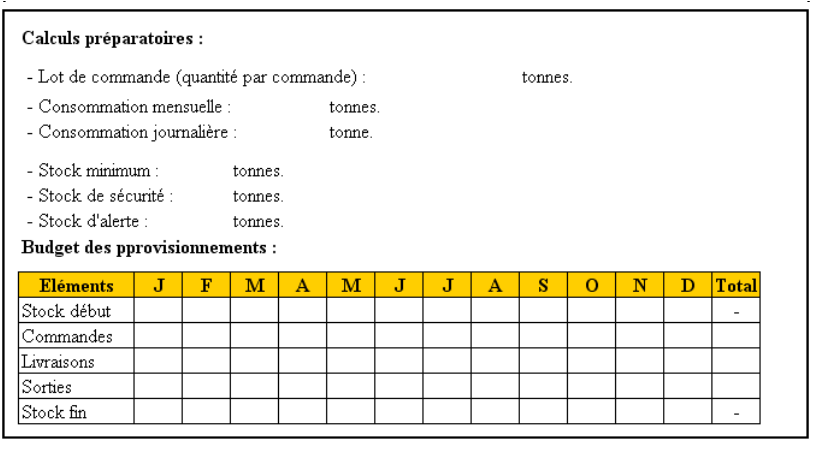 Calculs préparatoires :
- Lot de commande (quantité par commande) : tonnes.
- Consommation mensuelle : tonnes.
- Consommation journalière : tonne.
- Stock minimum : tonnes.
- Stock de sécurité : tonnes.
- Stock d'alerte : tonnes.
Budget des pprovisionnements :
Eléments J F M A M J J A S O N D Total
Stock début -
Commandes
Livraisons
Sorties
Stock fin -